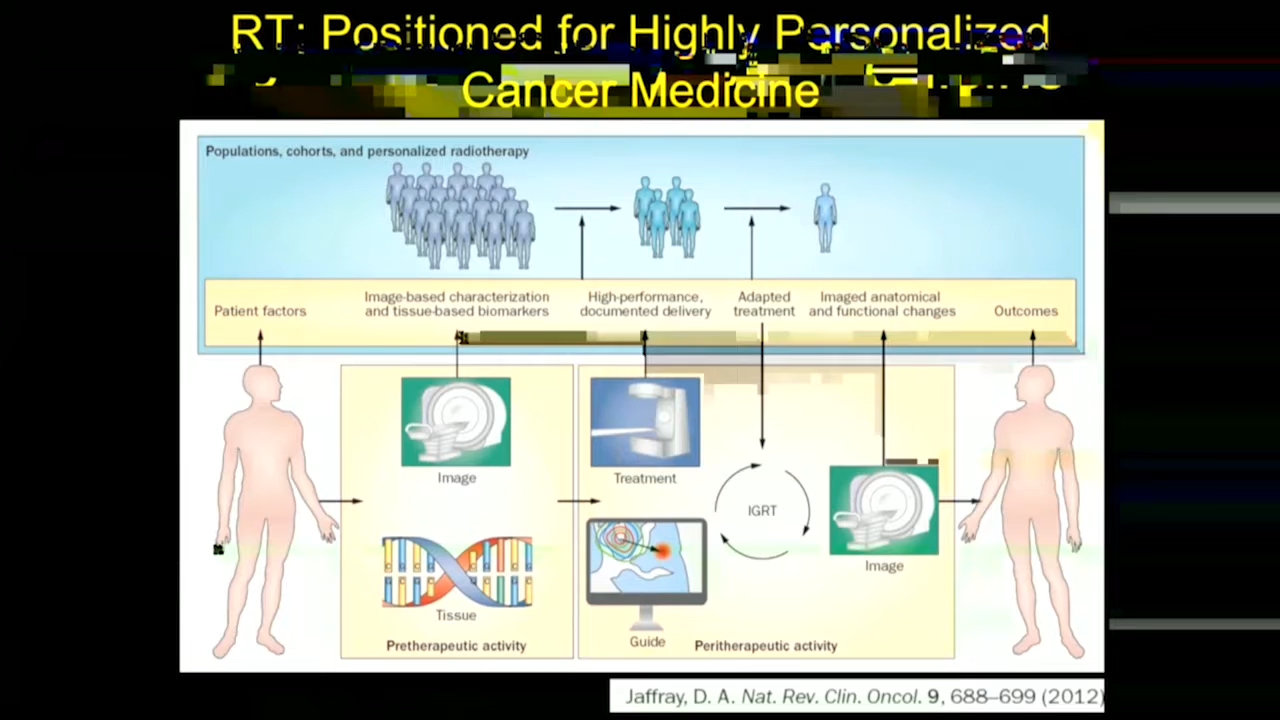 RT: Positioned for Highly Personalized
Cancer Medicine
Populations, cohorts, and personalized radiotherapy
Patient factors
Image-based characterization
and tissue-based biomarkers
High-performance,
documented delivery
Adapted
treatment
Imaged anatomical
and functional changes
Outcomes
Image
Treatment
IGRT
Image
Tissue
Guide
Pretherapeutic activity
Peritherapeutic activity
Jaffray, D. A. Nat. Rev. Clin. Oncol. 9, 688–699 (2012)